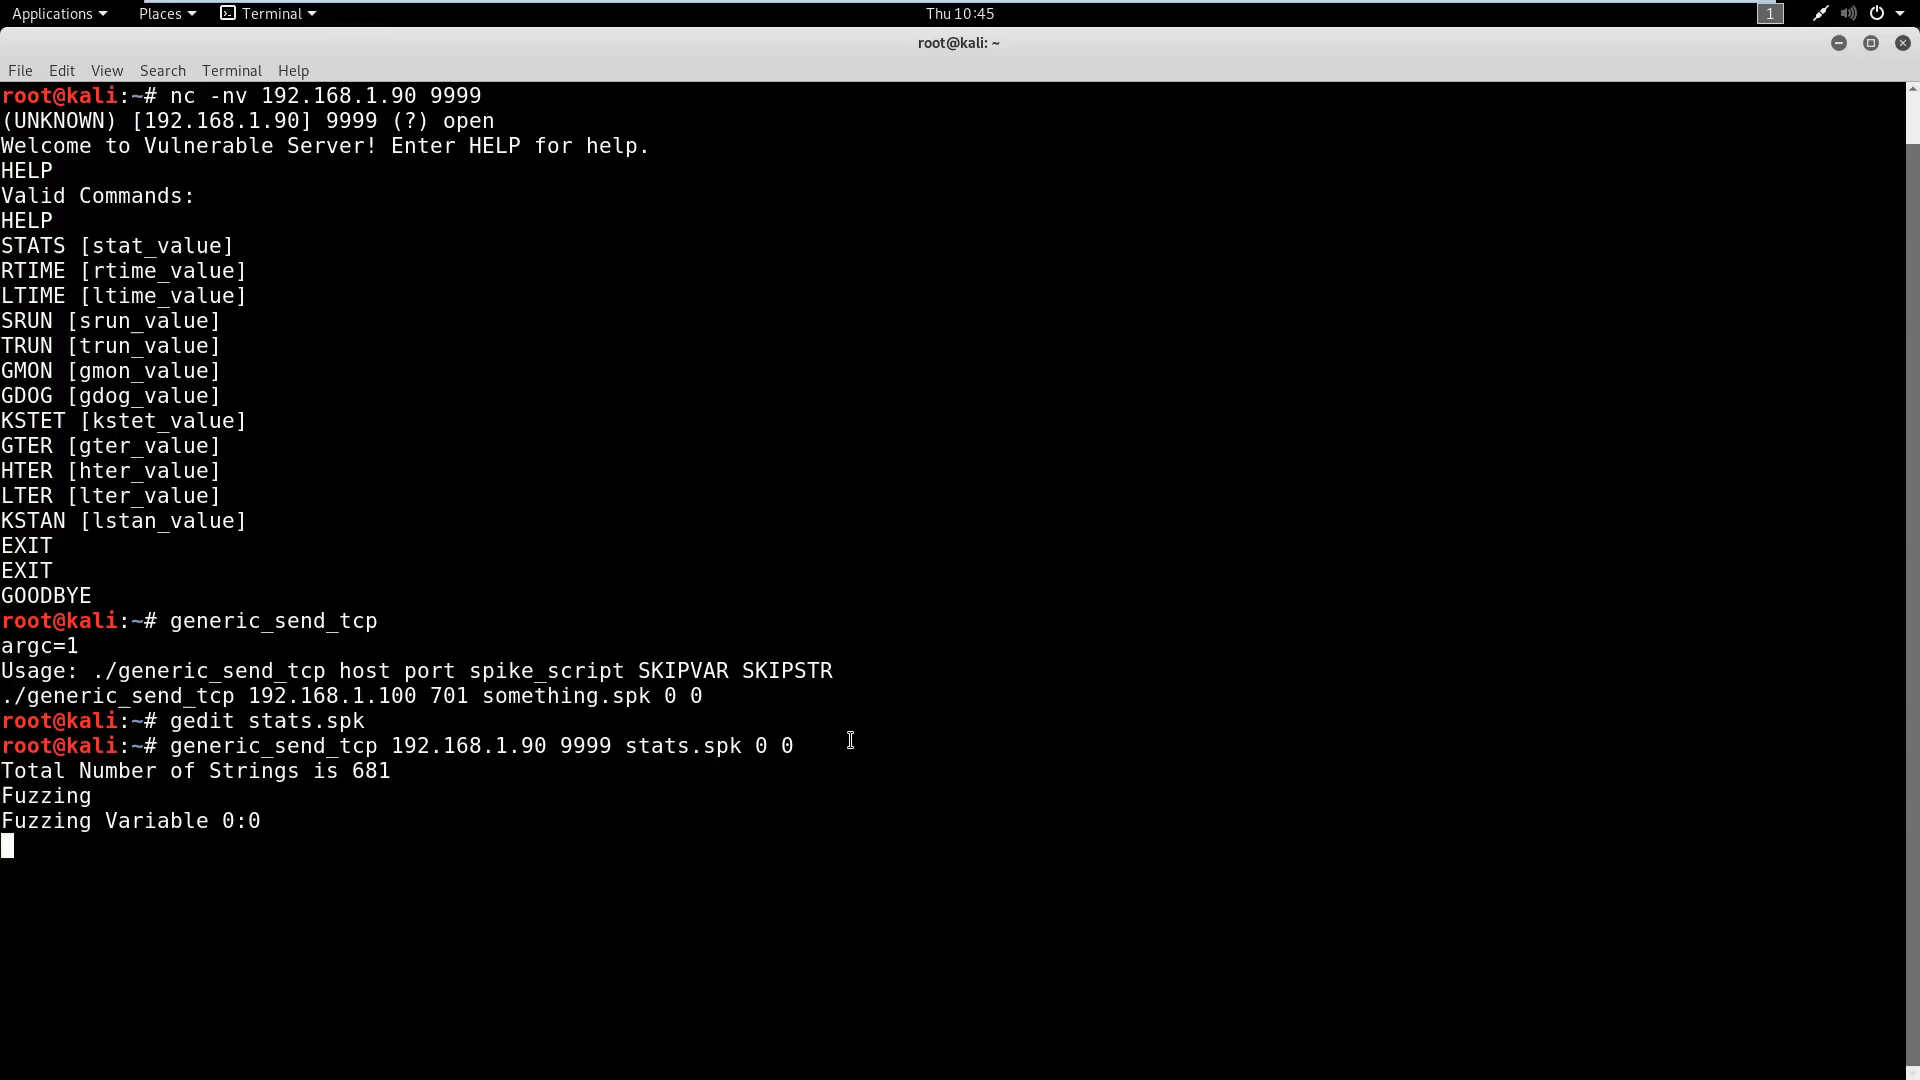 Applications Places Terminal Thu 10:45 1
root@kali: ~
File Edit View Search Terminal Help
root@kali:~# nc -nv 192.168.1.90 9999
(UNKNOWN) [192.168.1.90] 9999 (?) open
Welcome to Vulnerable Server! Enter HELP for help.
HELP
Valid Commands:
HELP
STATS [stat_value]
RTIME [rtime_value]
LTIME [ltime_value]
SRUN [srun_value]
TRUN [trun_value]
GMON [gmon_value]
GDOG [gdog_value]
KSTET [kstet_value]
GTER [gter_value]
HTER [hter_value]
LTER [lter_value]
KSTAN [lstan_value]
EXIT
EXIT
GOODBYE
root@kali:~# generic_send_tcp
argc=1
Usage: ./generic_send_tcp host port spike_script SKIPVAR SKIPSTR
./generic_send_tcp 192.168.1.100 701 something.spk 0 0
root@kali:~# gedit stats.spk
root@kali:~# generic_send_tcp 192.168.1.90 9999 stats.spk 0 0
Total Number of Strings is 681
Fuzzing
Fuzzing Variable 0:0